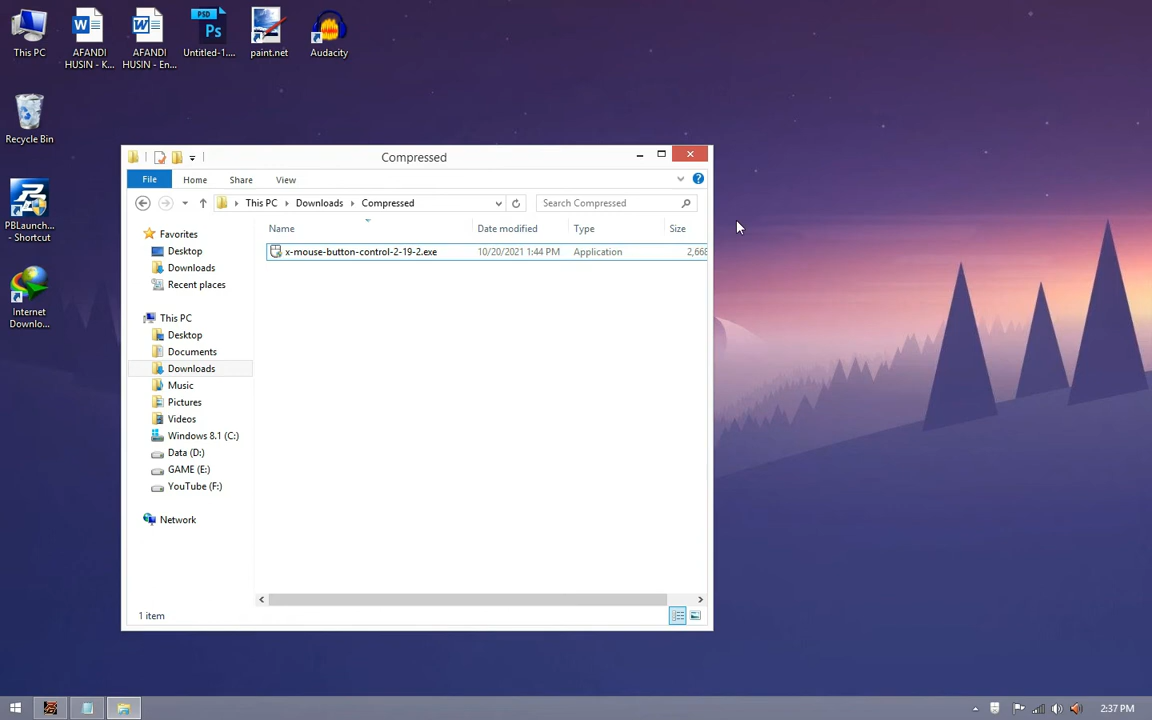 This PC
AFANDI
HUSIN - K...
AFANDI
HUSIN - En...
PSD
Ps
Untitled-1....
paint.net
Audacity
Recycle Bin
PBLaunch...
- Shortcut
Internet
Downlo...
Compressed
File
Home
Share
View
This PC
Downloads
Compressed
Search Compressed
Name
Date modified
Type
Size
x-mouse-button-control-2-19-2.exe
10/20/2021 1:44 PM
Application
2,668
Favorites
Desktop
Downloads
Recent places
This PC
Desktop
Documents
Downloads
Music
Pictures
Videos
Windows 8.1 (C:)
Data (D:)
GAME (E:)
YouTube (F:)
Network
1 item
2:37 PM